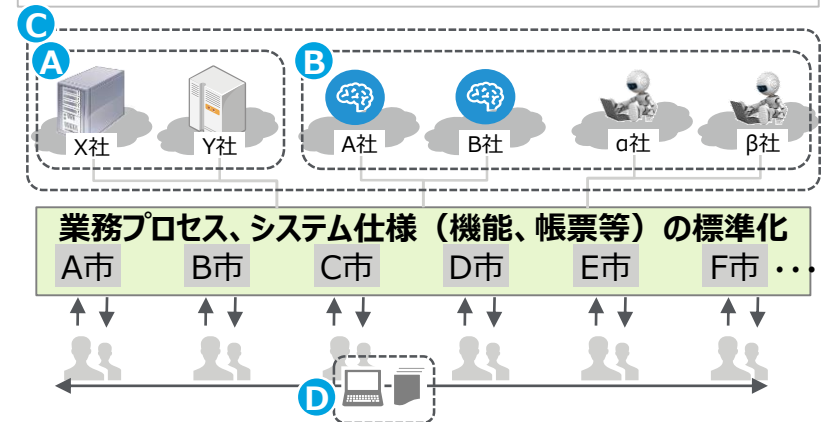 C
A
B
X社
Y社
A社
B社
α社
β社
業務プロセス、システム仕様（機能、帳票等）の標準化
A市
B市
C市
D市
E市
F市
・・・
D